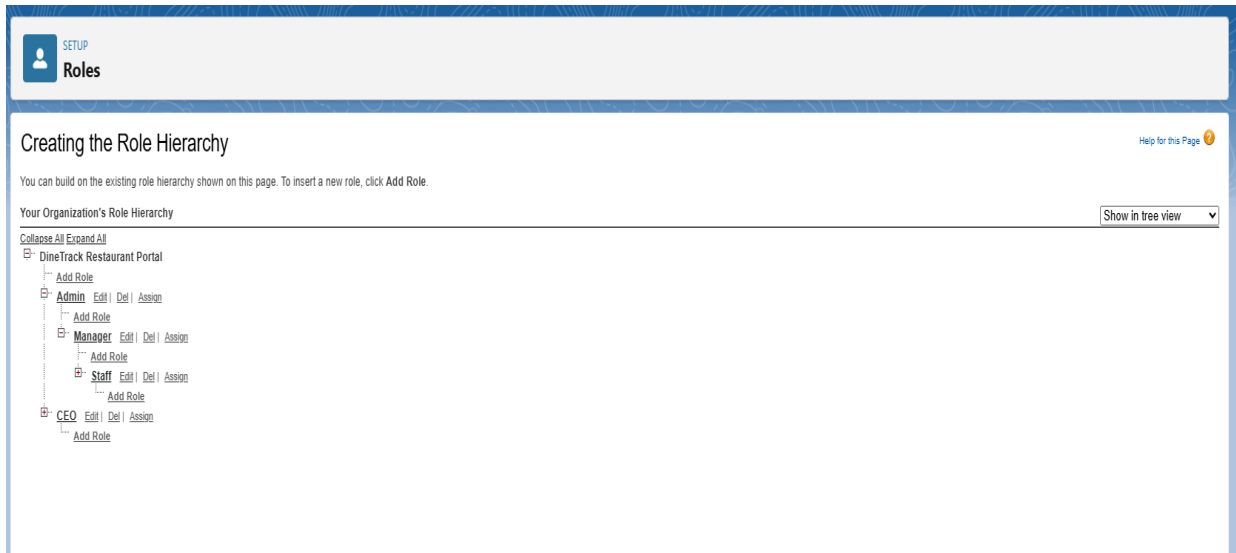 SETUP
Roles
Creating the Role Hierarchy
Help for this Page
You can build on the existing role hierarchy shown on this page. To insert a new role, click Add Role.
Your Organization's Role Hierarchy
Show in tree view
Collapse All Expand All
DineTrack Restaurant Portal
Add Role
Admin Edit | Del | Assign
Add Role
Manager Edit | Del | Assign
Add Role
Staff Edit | Del | Assign
Add Role
CEO Edit | Del | Assign
Add Role